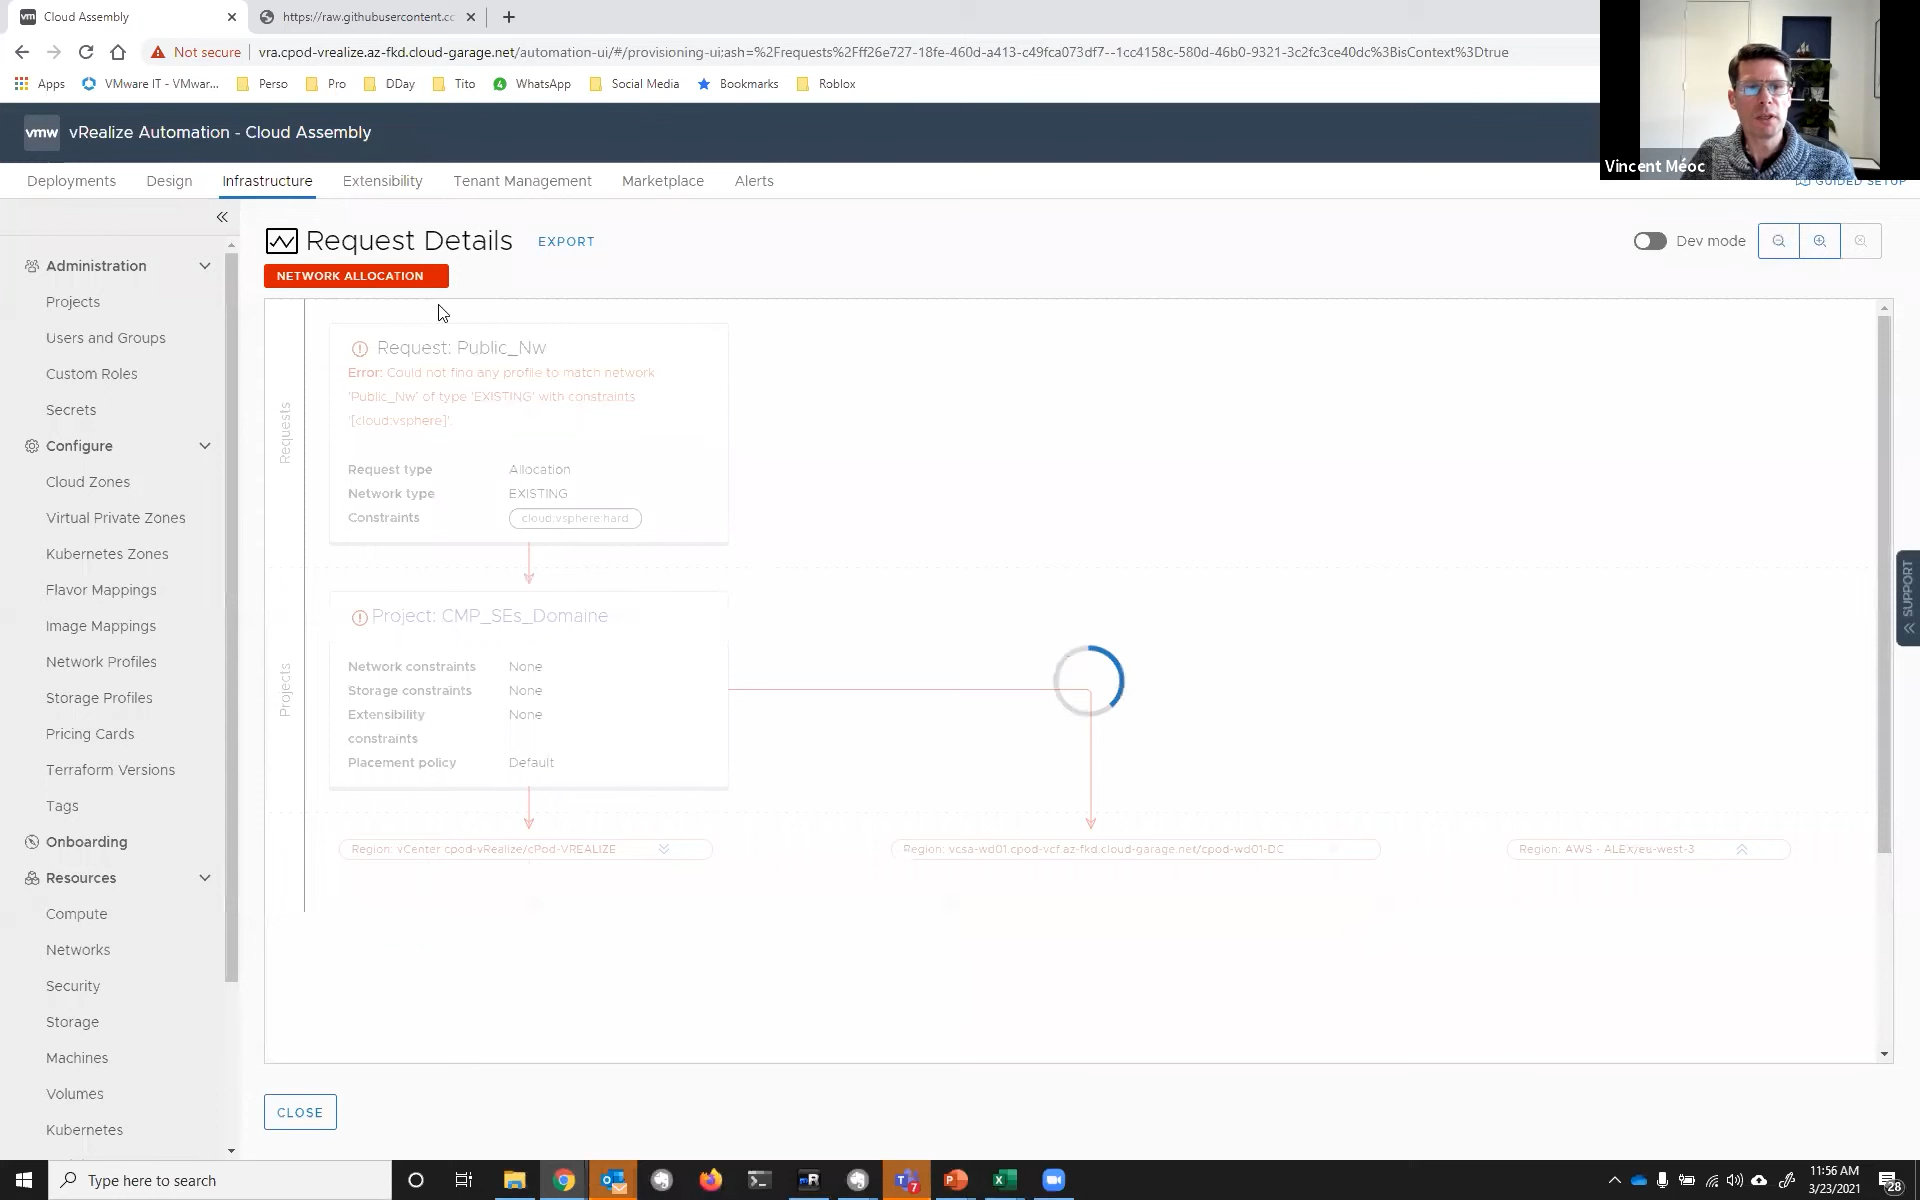 Cloud Assembly
https://raw.githubusercontent.cc
Not secure
vra.cpod-vrealize.az-fkd.cloud-garage.net/automation-ui/#/provisioning-ui;ash=%2Frequests%2Fff26e727-18fe-460d-a413-c49fca073df7--1cc4158c-580d-46b0-9321-3c2fc3ce40dc%3BisContext%3Dtrue
Apps
VMware IT - VMwar...
Perso
Pro
DDay
Tito
WhatsApp
Social Media
Bookmarks
Roblox
vmw
vRealize Automation - Cloud Assembly
Vincent Méoc
Deployments
Design
Infrastructure
Extensibility
Tenant Management
Marketplace
Alerts
GUIDED SETUP
Administration
Projects
Users and Groups
Custom Roles
Secrets
Configure
Cloud Zones
Virtual Private Zones
Kubernetes Zones
Flavor Mappings
Image Mappings
Network Profiles
Storage Profiles
Pricing Cards
Terraform Versions
Tags
Onboarding
Resources
Compute
Networks
Security
Storage
Machines
Volumes
Kubernetes
Request Details
EXPORT
Dev mode
NETWORK ALLOCATION
Requests
Request: Public_Nw
Error: Could not find any profile to match network
'Public_Nw' of type 'EXISTING' with constraints
'[cloud:vsphere]'.
Request type Allocation
Network type EXISTING
Constraints cloud:vsphere:hard
Projects
Project: CMP_SEs_Domaine
Network constraints None
Storage constraints None
Extensibility None
constraints
Placement policy Default
Region: vCenter cpod-vRealize/cPod-VREALIZE
Region: vcsa-wd01.cpod-vcf.az-fkd.cloud-garage.net/cpod-wd01-DC
Region: AWS - ALEX/eu-west-3
SUPPORT
CLOSE
Type here to search
7
11:56 AM
3/23/2021
28